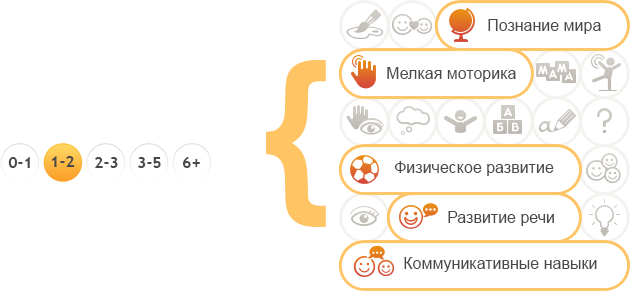 Познание мира
Мелкая моторика
МАМА
А
Б В
а
?
0-1 1-2 2-3 3-5 6+
Физическое развитие
Развитие речи
Коммуникативные навыки